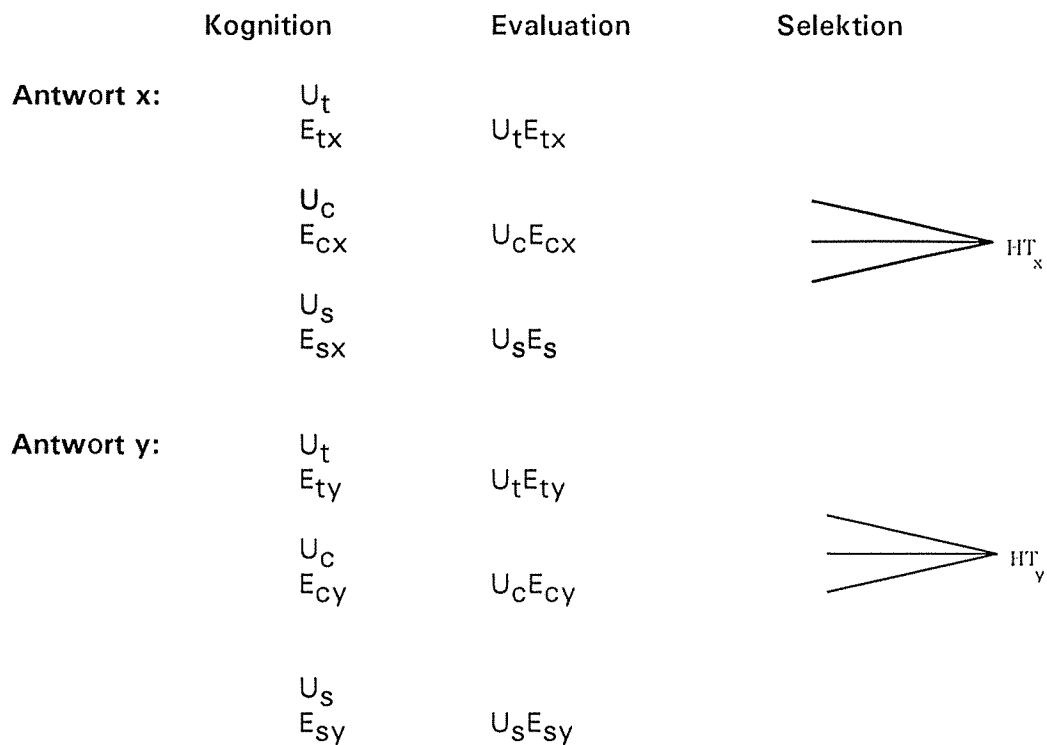 Kognition Evaluation Selektion
Antwort x: U_t
E_tx U_tE_tx
U_c
E_cx U_cE_cx HT_x
U_s
E_sx U_sE_s
Antwort y: U_t
E_ty U_tE_ty
U_c
HT_y
E_cy U_cE_cy
U_s
E_sy U_sE_sy